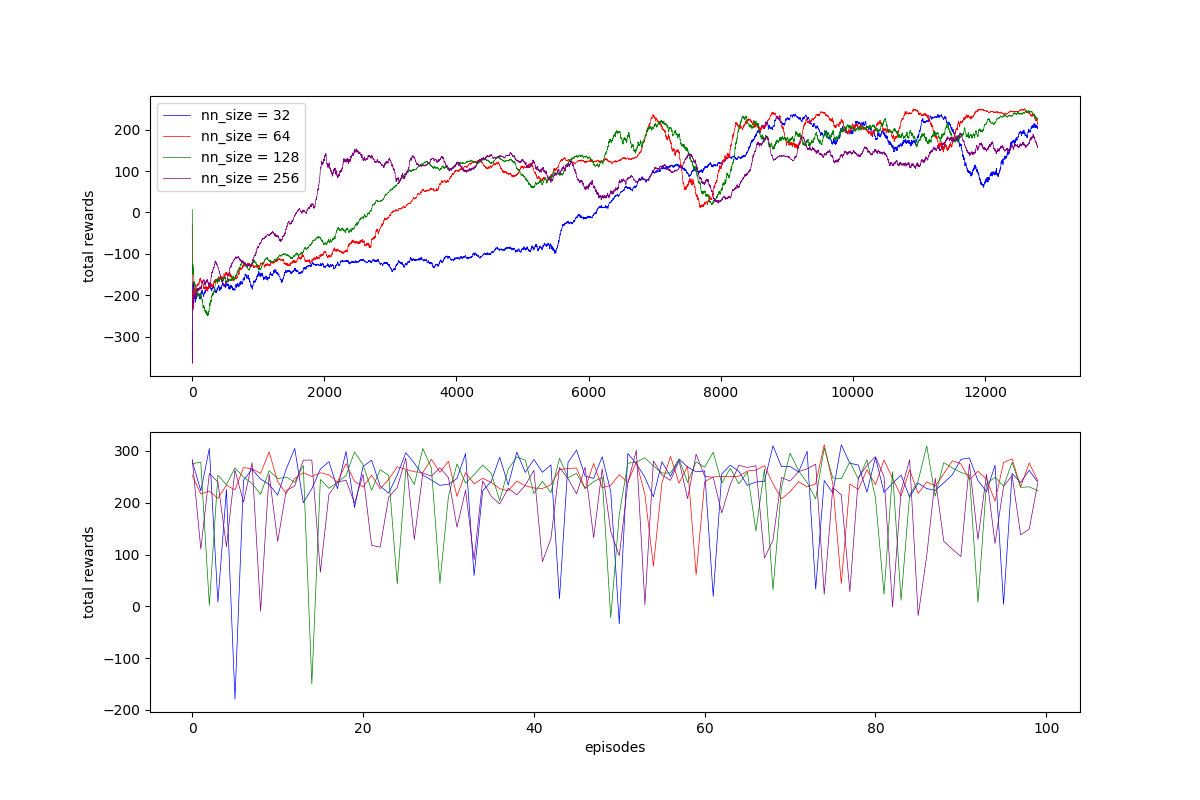 nn_size = 32
nn_size = 64
nn_size = 128
nn_size = 256
total rewards
200
100
0
−100
−200
−300
0 2000 4000 6000 8000 10000 12000
total rewards
300
200
100
0
−100
−200
0 20 40 60 80 100
episodes